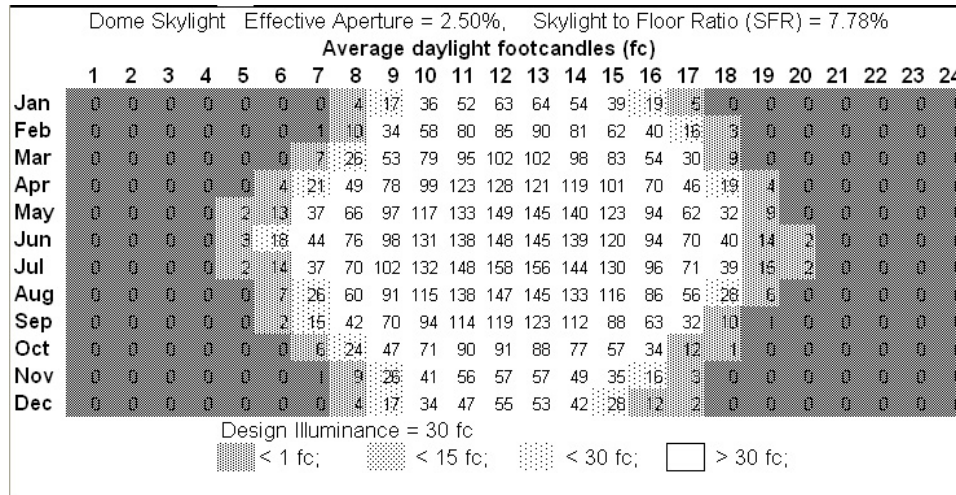 Dome Skylight Effective Aperture = 2.50%, Skylight to Floor Ratio (SFR) = 7.78%
Average daylight footcandles (fc)
1 2 3 4 5 6 7 8 9 10 11 12 13 14 15 16 17 18 19 20 21 22 23 24
Jan 0 0 0 0 0 0 0 4 17 36 52 63 64 54 39 19 5 0 0 0 0 0 0
Feb 0 0 0 0 0 0 1 10 34 58 80 85 90 81 62 40 16 3 0 0 0 0 0
Mar 0 0 0 0 0 0 7 26 53 79 95 102 102 98 83 54 30 9 0 0 0 0 0
Apr 0 0 0 0 0 4 21 49 78 99 123 128 121 119 101 70 46 19 4 0 0 0 0
May 0 0 0 0 2 13 37 66 97 117 133 149 145 140 123 94 62 32 9 0 0 0 0
Jun 0 0 0 0 3 18 44 76 98 131 138 148 145 139 120 94 70 40 14 2 0 0 0
Jul 0 0 0 0 2 14 37 70 102 132 148 158 156 144 130 96 71 39 2 0 0 0
Aug 0 0 0 0 0 7 26 60 91 115 138 147 145 133 116 86 56 28 6 0 0 0 0
Sep 0 0 0 0 0 2 15 42 70 94 114 119 123 112 88 63 32 10 1 0 0 0 0
Oct 0 0 0 0 0 0 6 24 47 71 90 91 88 77 57 34 12 1 0 0 0 0 0
Nov 0 0 0 0 0 0 1 9 26 41 56 57 57 49 35 16 3 0 0 0 0 0 0
Dec 0 0 0 0 0 0 0 4 17 34 47 55 53 42 28 12 2 0 0 0 0 0 0
Design Illuminance = 30 fc
< 1 fc; < 15 fc; < 30 fc; > 30 fc;